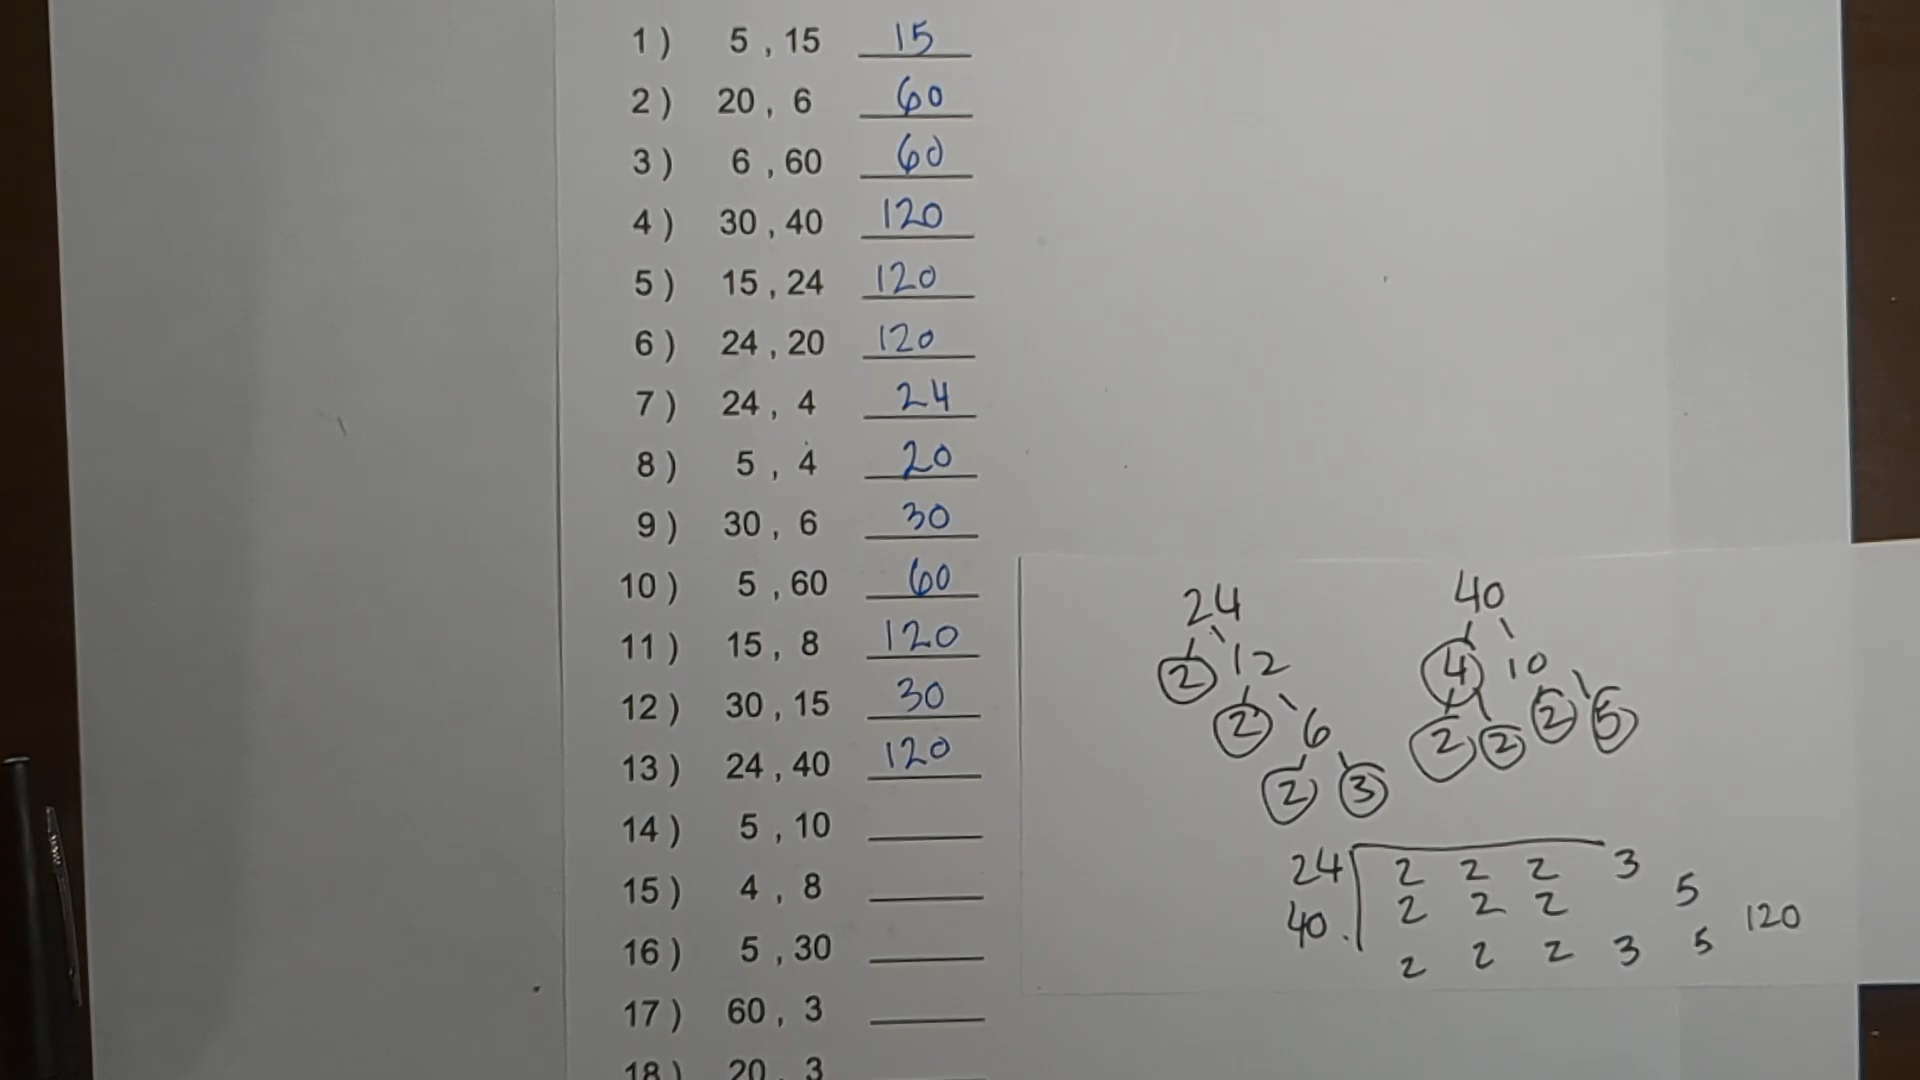 1) 5 , 15 15
2) 20 , 6 60
3) 6 , 60 60
4) 30 , 40 120
5) 15 , 24 120
6) 24 , 20 120
7) 24 , 4 24
8) 5 , 4 20
9) 30 , 6 30
10) 5 , 60 60
11) 15 , 8 120
12) 30 , 15 30
13) 24 , 40 120
14) 5 , 10
15) 4 , 8
16) 5 , 30
17) 60 , 3
18) 20 , 3
24 40
2 12 4 10
2 6 2 2 2 5
2 3
24 2 2 2 3
40 2 2 2 5
2 2 2 3 5 120